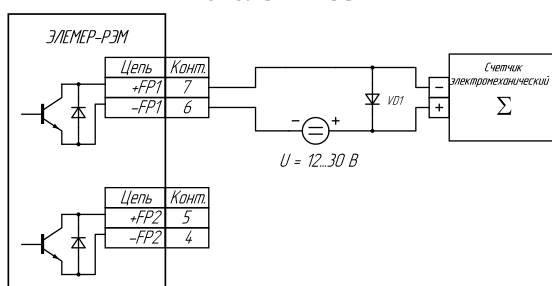 ЭЛЕМЕР-РЭМ
Цепь Конт.
+FP1 7
-FP1 6
- +
U = 12...30 В
VD1
Счетчик
электромеханический
Σ
-
+
Цепь Конт.
+FP2 5
-FP2 4